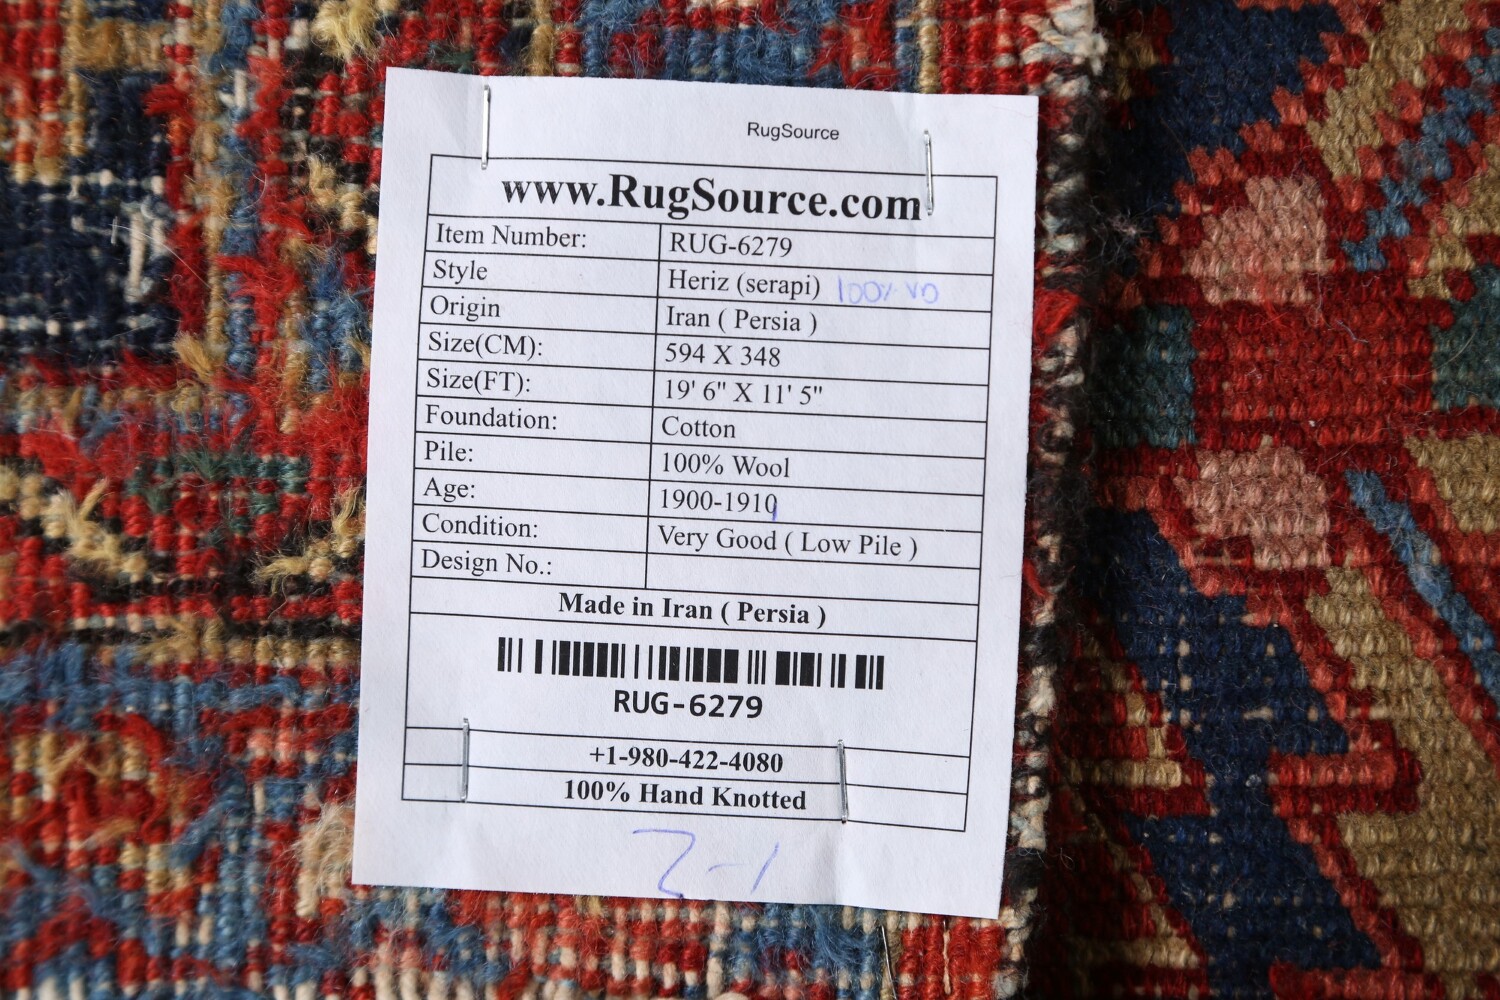 RugSource
www.RugSource.com
Item Number: RUG-6279
Style Heriz (serapi) 100% VD
Origin Iran ( Persia )
Size(CM): 594 X 348
Size(FT): 19' 6" X 11' 5"
Foundation: Cotton
Pile: 100% Wool
Age: 1900-1910
Condition: Very Good ( Low Pile )
Design No.:
Made in Iran ( Persia )
RUG-6279
+1-980-422-4080
100% Hand Knotted
Z-1